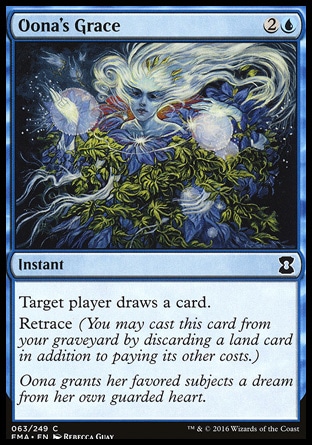 Oona's Grace 2
Instant
Target player draws a card.
Retrace (You may cast this card from
your graveyard by discarding a land card
in addition to paying its other costs.)
Oona grants her favored subjects a dream
from her own guarded heart.
063/249 C
EMA • EN Rebecca Guay
™ & © 2016 Wizards of the Coast